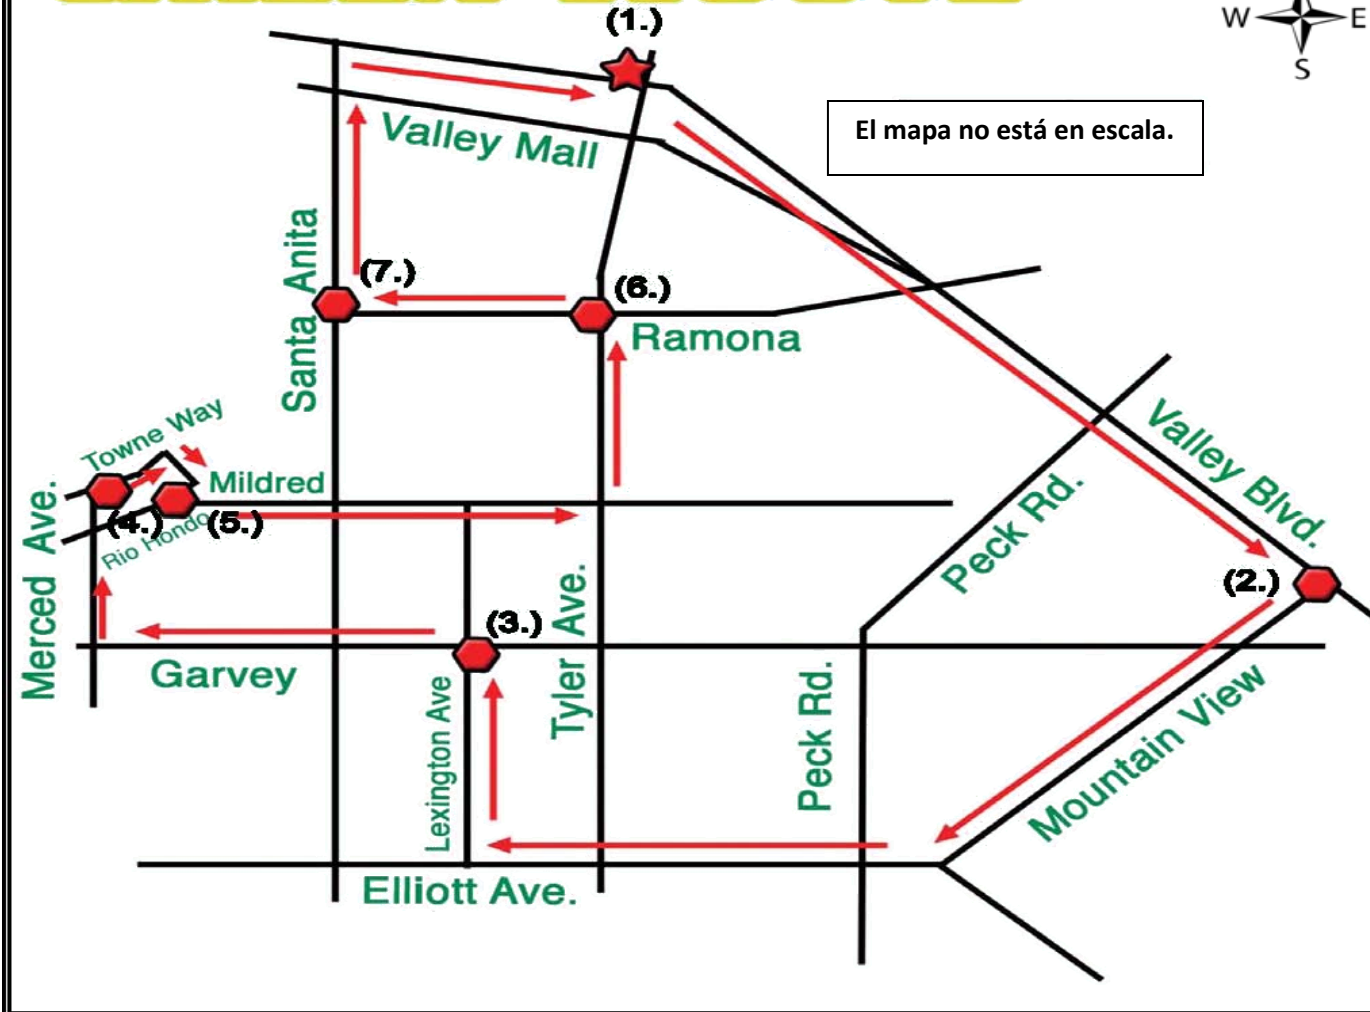 (1.)
W E
S
El mapa no está en escala.
Valley Mall
Santa Anita
(7.)
(6.)
Ramona
Towne Way
Mildred
Merced Ave.
(4.)
(5.)
Rio Hondo
Peck Rd.
Valley Blvd.
(2.)
(3.)
Garvey
Lexington Ave
Tyler Ave.
Peck Rd.
Mountain View
Elliott Ave.